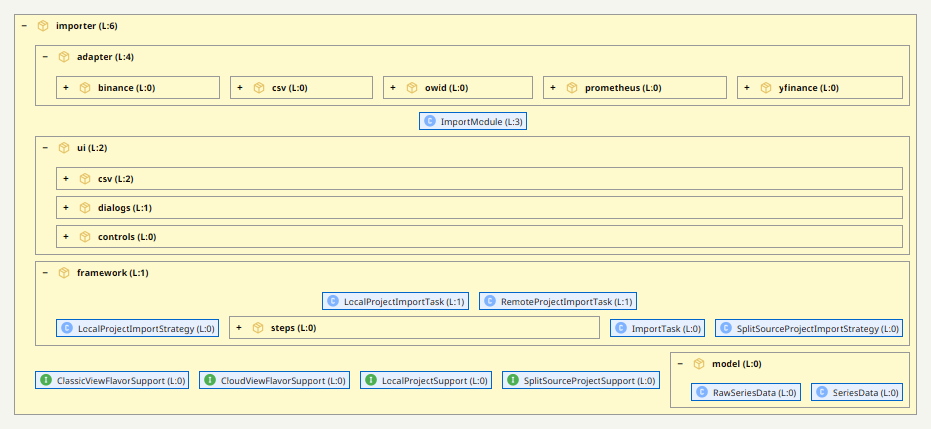 − importer (L:6)
− adapter (L:4)
+ binance (L:0) + csv (L:0) + owid (L:0) + prometheus (L:0) + yfinance (L:0)
C ImportModule (L:3)
− ui (L:2)
+ csv (L:2)
+ dialogs (L:1)
+ controls (L:0)
− framework (L:1)
C LocalProjectImportTask (L:1) C RemoteProjectImportTask (L:1)
C LocalProjectImportStrategy (L:0) + steps (L:0) C ImportTask (L:0) C SplitSourceProjectImportStrategy (L:0)
− model (L:0)
I ClassicViewFlavorSupport (L:0) I CloudViewFlavorSupport (L:0) I LocalProjectSupport (L:0) I SplitSourceProjectSupport (L:0)
C RawSeriesData (L:0) C SeriesData (L:0)